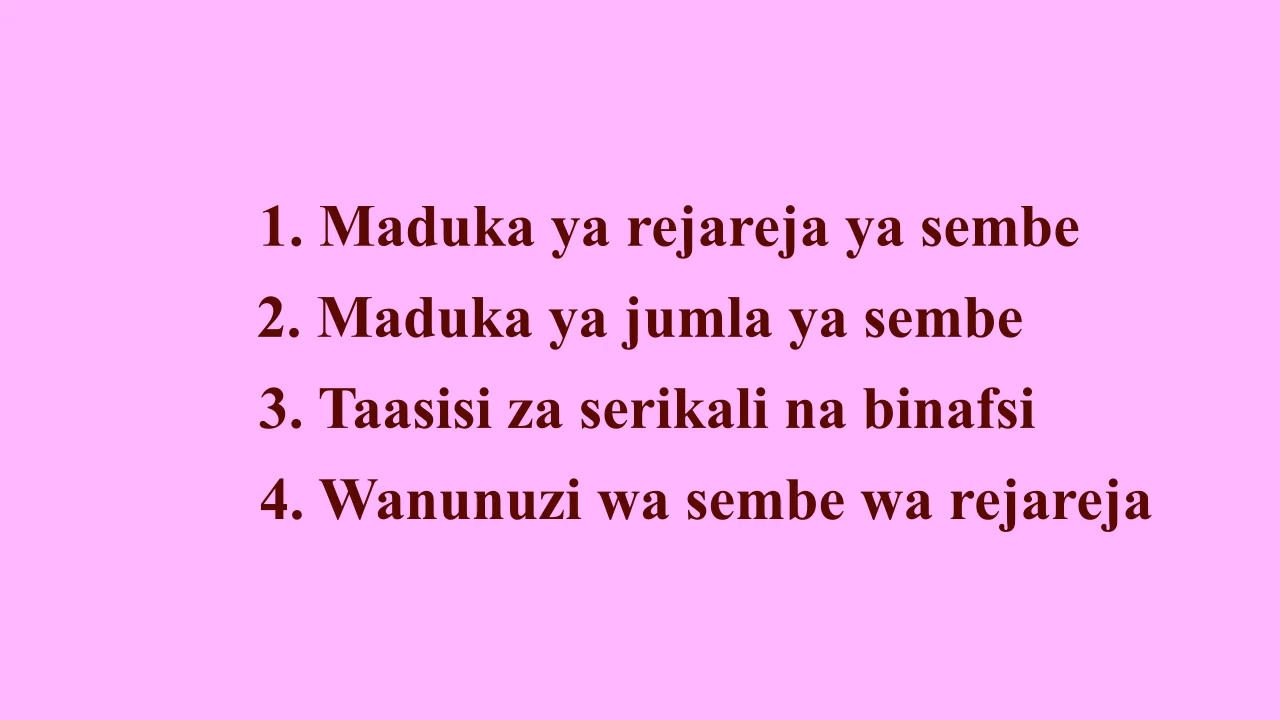 1. Maduka ya rejareja ya sembe
2. Maduka ya jumla ya sembe
3. Taasisi za serikali na binafsi
4. Wanunuzi wa sembe wa rejareja